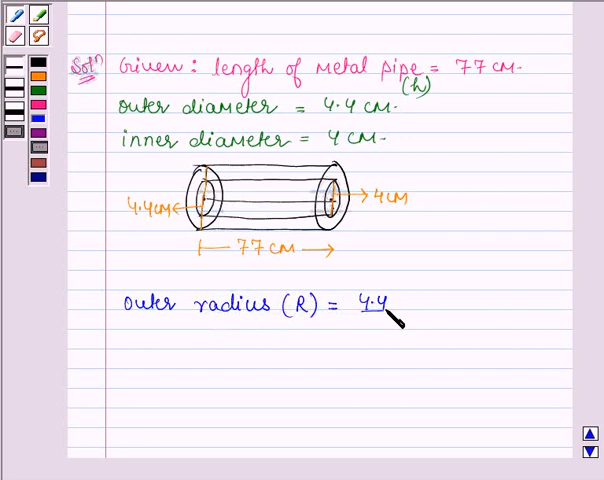 Soln Given: length of metal pipe = 77 cm.
(h)
outer diameter = 4.4 cm.
inner diameter = 4 cm.
4.4cm 4cm
77 cm
outer radius (R) = 4.4